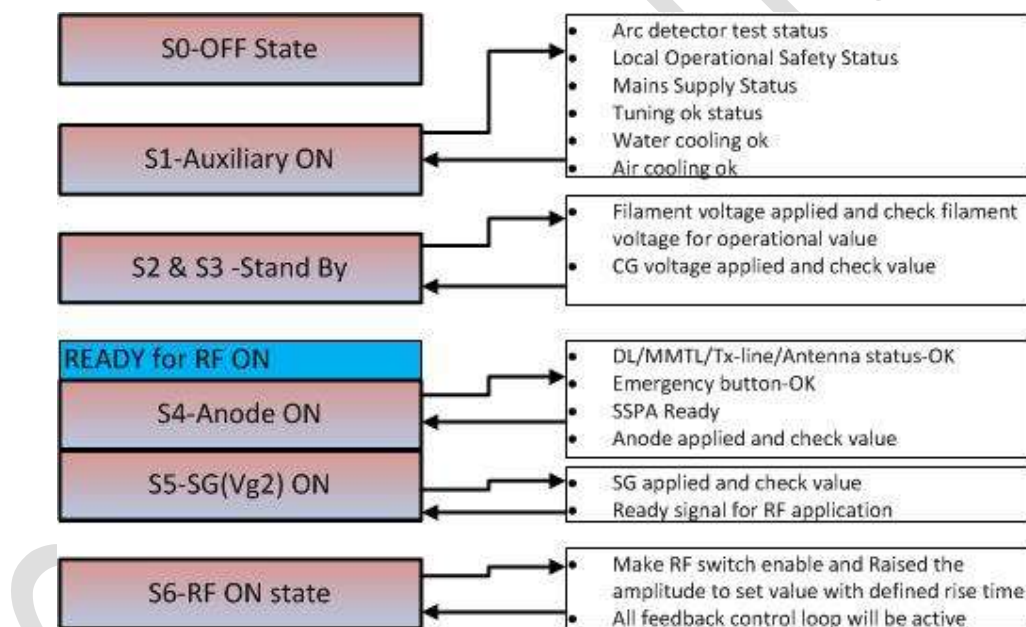 S0-OFF State
S1-Auxiliary ON
• Arc detector test status
• Local Operational Safety Status
• Mains Supply Status
• Tuning ok status
• Water cooling ok
• Air cooling ok
S2 & S3 -Stand By
• Filament voltage applied and check filament
voltage for operational value
• CG voltage applied and check value
READY for RF ON
S4-Anode ON
• DL/MMTL/Tx-line/Antenna status-OK
• Emergency button-OK
• SSPA Ready
• Anode applied and check value
S5-SG(Vg2) ON
• SG applied and check value
• Ready signal for RF application
S6-RF ON state
• Make RF switch enable and Raised the
amplitude to set value with defined rise time
• All feedback control loop will be active